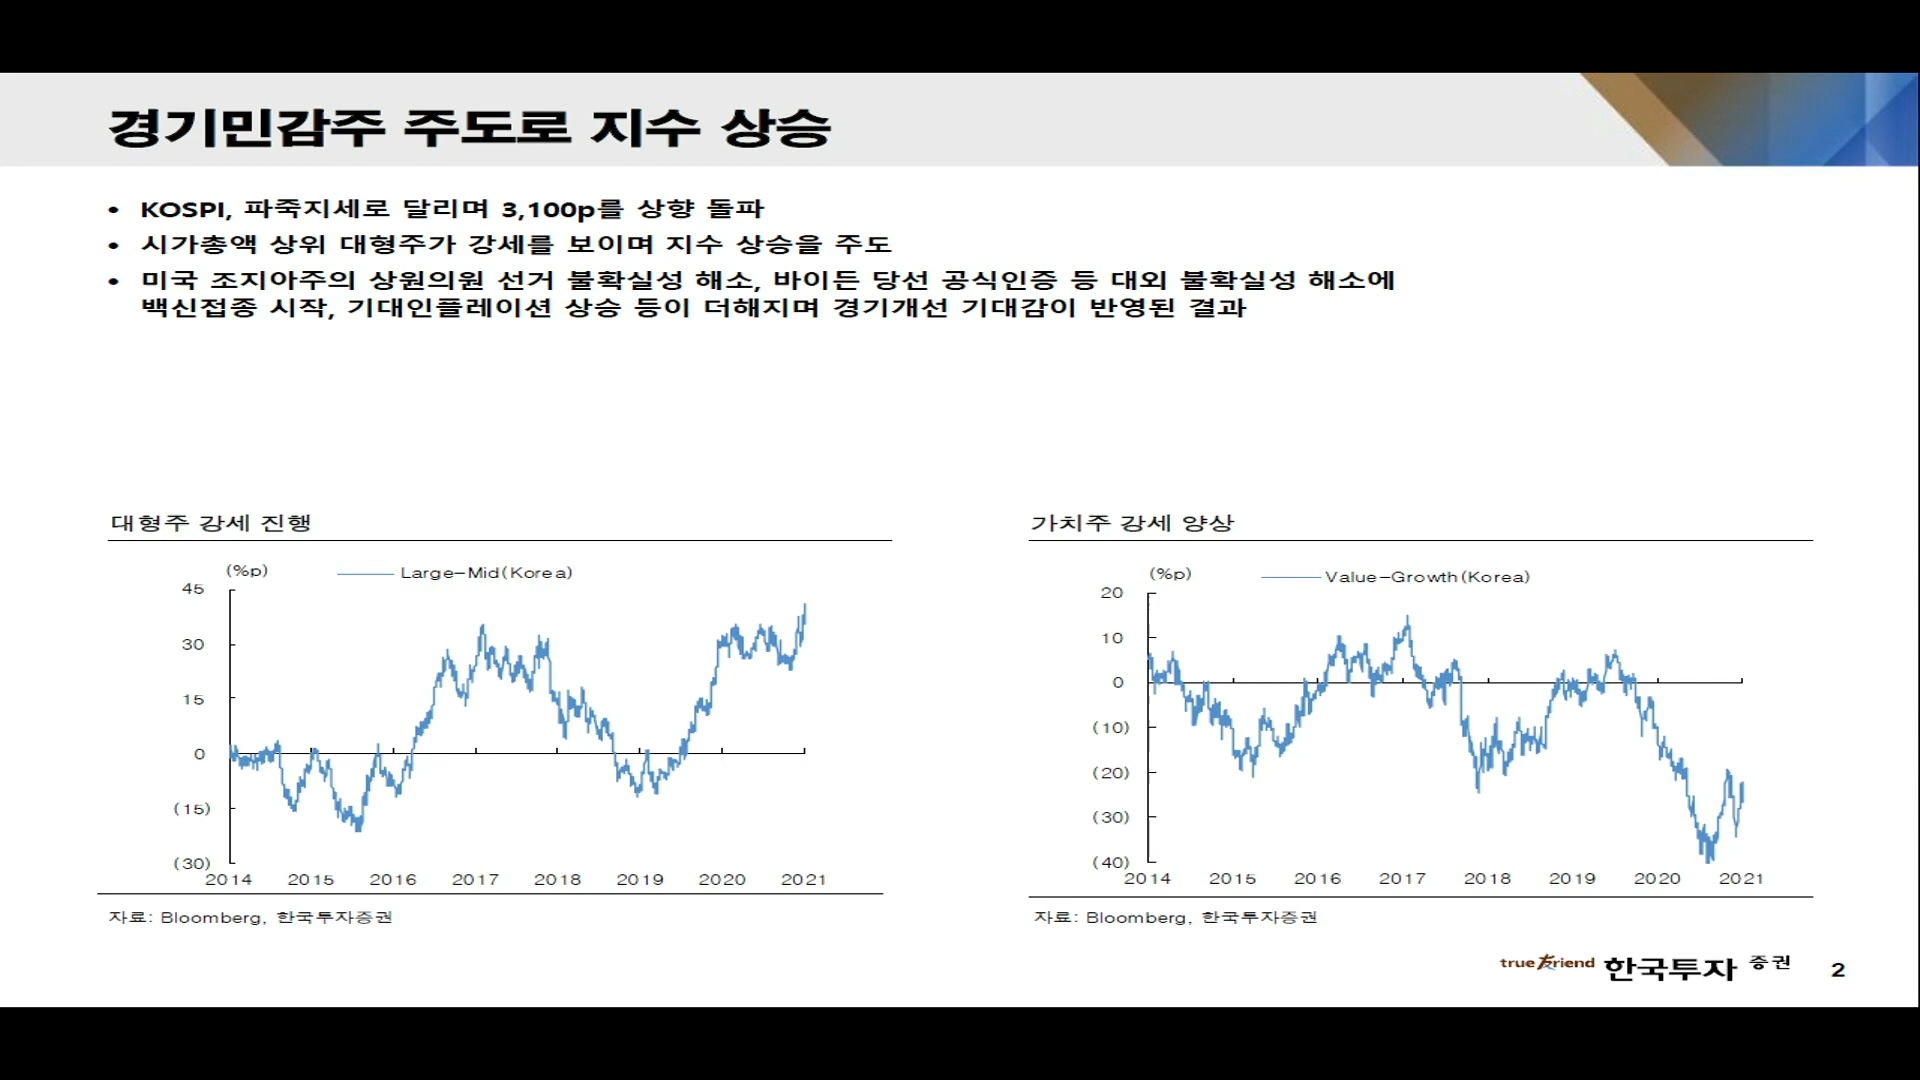 경기민감주 주도로 지수 상승
• KOSPI, 파죽지세로 달리며 3,100p를 상향 돌파
• 시가총액 상위 대형주가 강세를 보이며 지수 상승을 주도
• 미국 조지아주의 상원의원 선거 불확실성 해소, 바이든 당선 공식인증 등 대외 불확실성 해소에
백신접종 시작, 기대인플레이션 상승 등이 더해지며 경기개선 기대감이 반영된 결과
대형주 강세 진행
(%p)
Large-Mid(Korea)
45
30
15
0
(15)
(30)
2014 2015 2016 2017 2018 2019 2020 2021
자료: Bloomberg, 한국투자증권
가치주 강세 양상
(%p)
Value-Growth(Korea)
20
10
0
(10)
(20)
(30)
(40)
2014 2015 2016 2017 2018 2019 2020 2021
자료: Bloomberg, 한국투자증권
true Friend 한국투자 증권 2